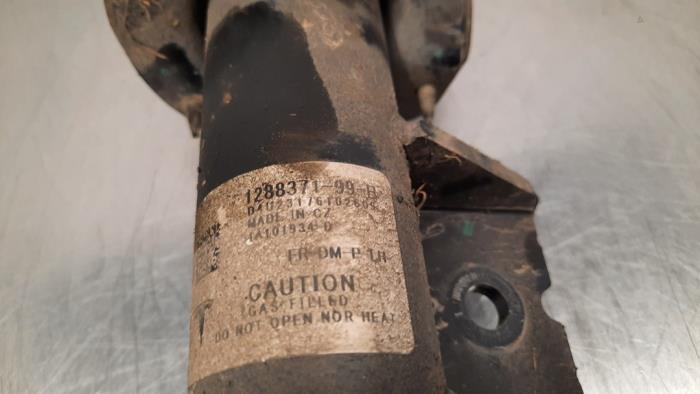 1288371-99-D
MADE IN CZ
FR DM-P LH
CAUTION
GAS FILLED
DO NOT OPEN NOR HEAT